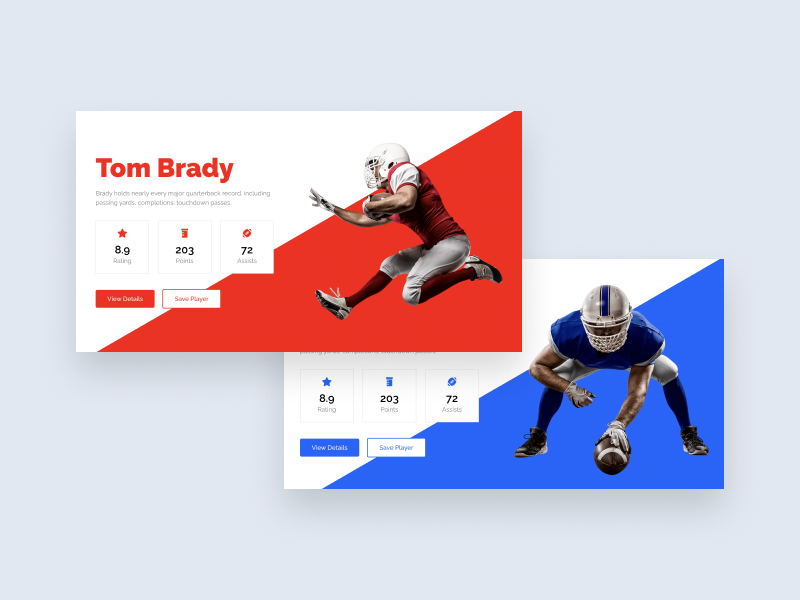 Tom Brady
Brady holds nearly every major quarterback record, including
passing yards, completions, touchdown passes.
8.9
Rating
203
Points
72
Assists
View Details
Save Player
8.9
Rating
203
Points
72
Assists
View Details
Save Player